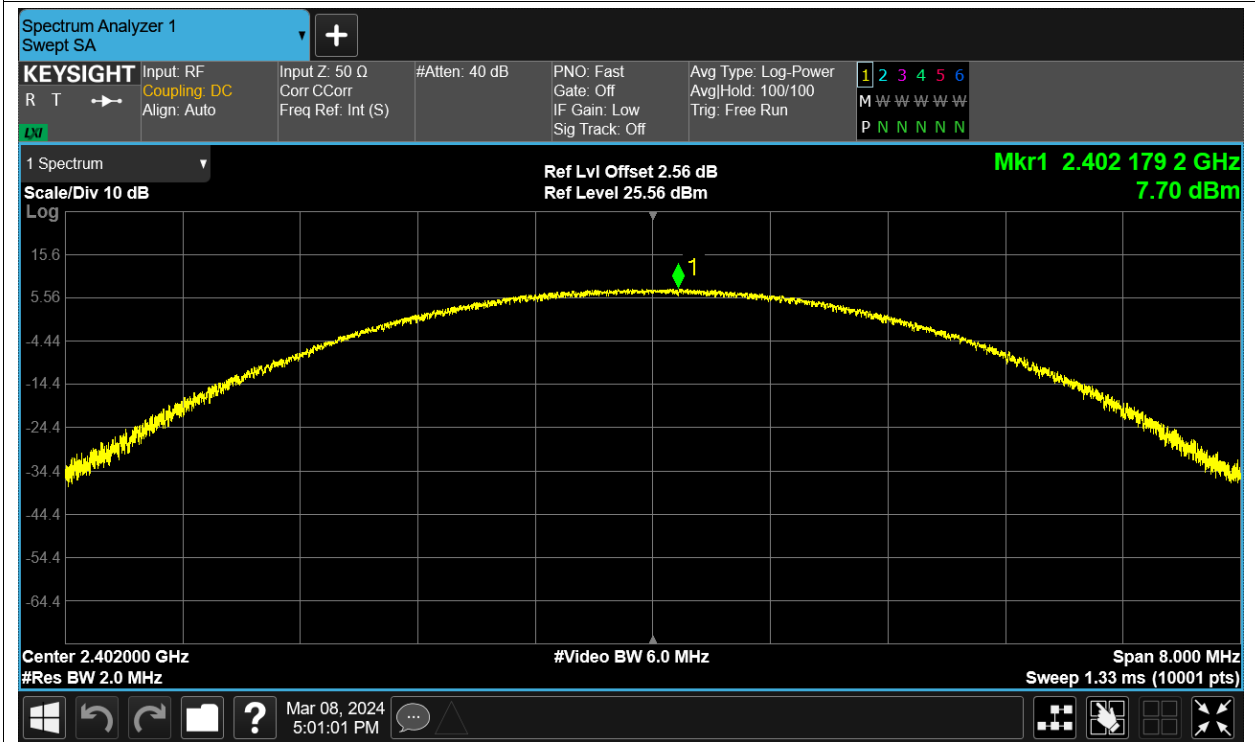 Spectrum Analyzer 1
Swept SA
+
KEYSIGHT
R T
LXI
Input: RF
Coupling: DC
Align: Auto
Input Z: 50 Ω
Corr CCorr
Freq Ref: Int (S)
#Atten: 40 dB
PNO: Fast
Gate: Off
IF Gain: Low
Sig Track: Off
Avg Type: Log-Power
Avg|Hold: 100/100
Trig: Free Run
1 2 3 4 5 6
M W W W W W
P N N N N N
1 Spectrum
Scale/Div 10 dB
Log
Ref Lvl Offset 2.56 dB
Ref Level 25.56 dBm
Mkr1 2.402 179 2 GHz
7.70 dBm
1
15.6
5.56
-4.44
-14.4
-24.4
-34.4
-44.4
-54.4
-64.4
Center 2.402000 GHz
#Res BW 2.0 MHz
#Video BW 6.0 MHz
Span 8.000 MHz
Sweep 1.33 ms (10001 pts)
?
Mar 08, 2024
5:01:01 PM